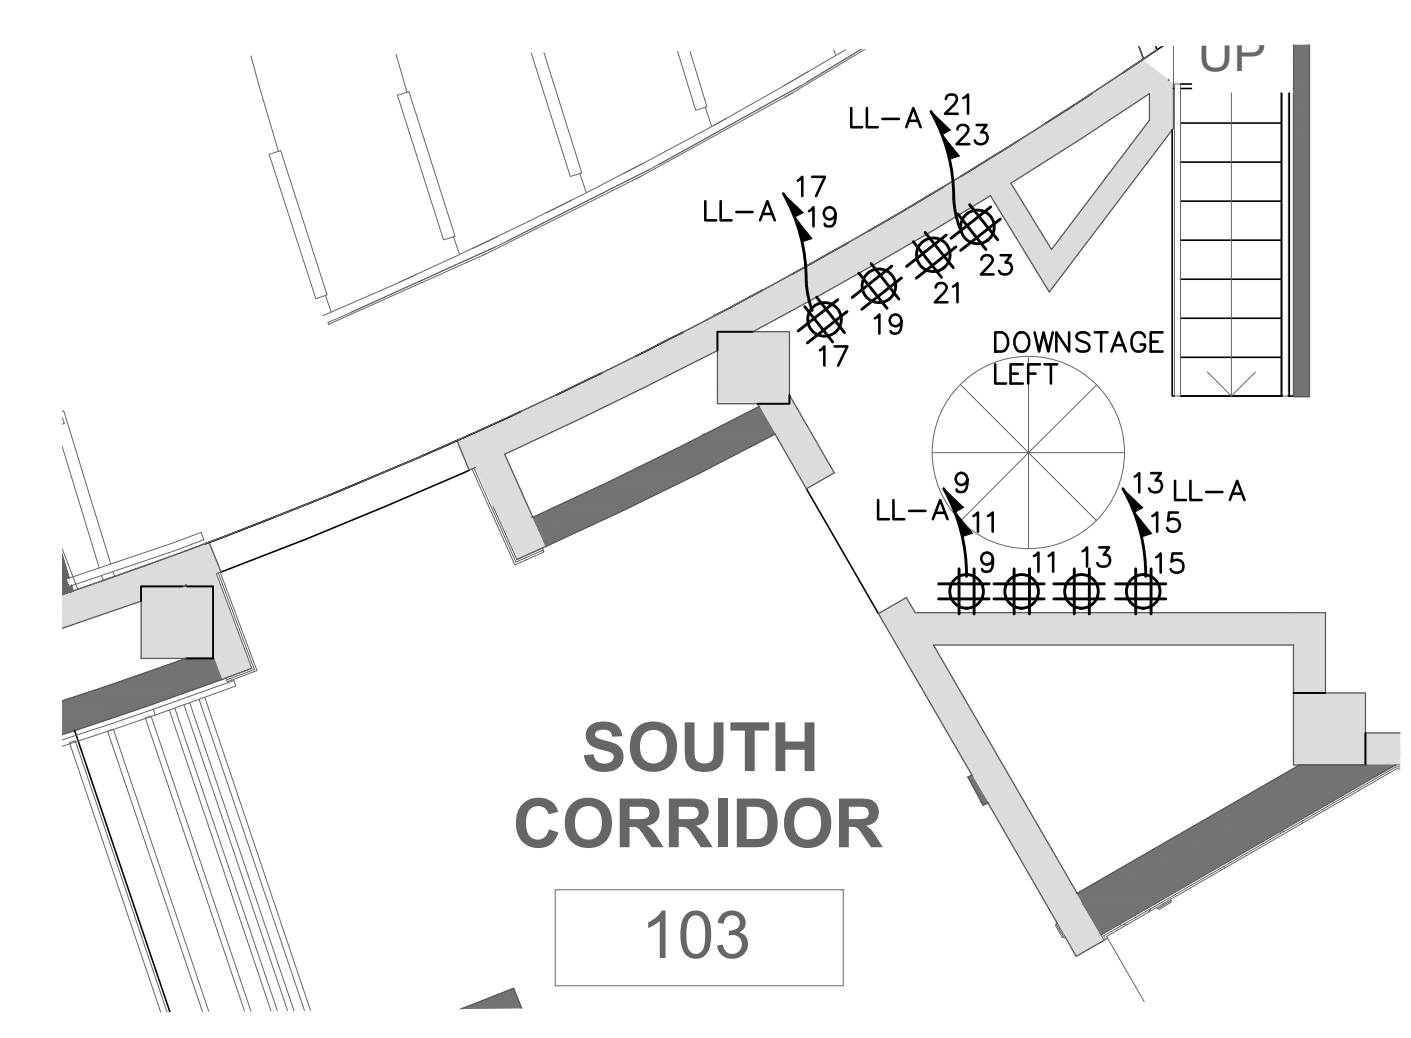 UP
21
LL-A
23
17
LL-A
19
23
21
19
17
DOWNSTAGE
LEFT
9
13
LL-A
LL-A
11
15
9
11
13
15
SOUTH
CORRIDOR
103